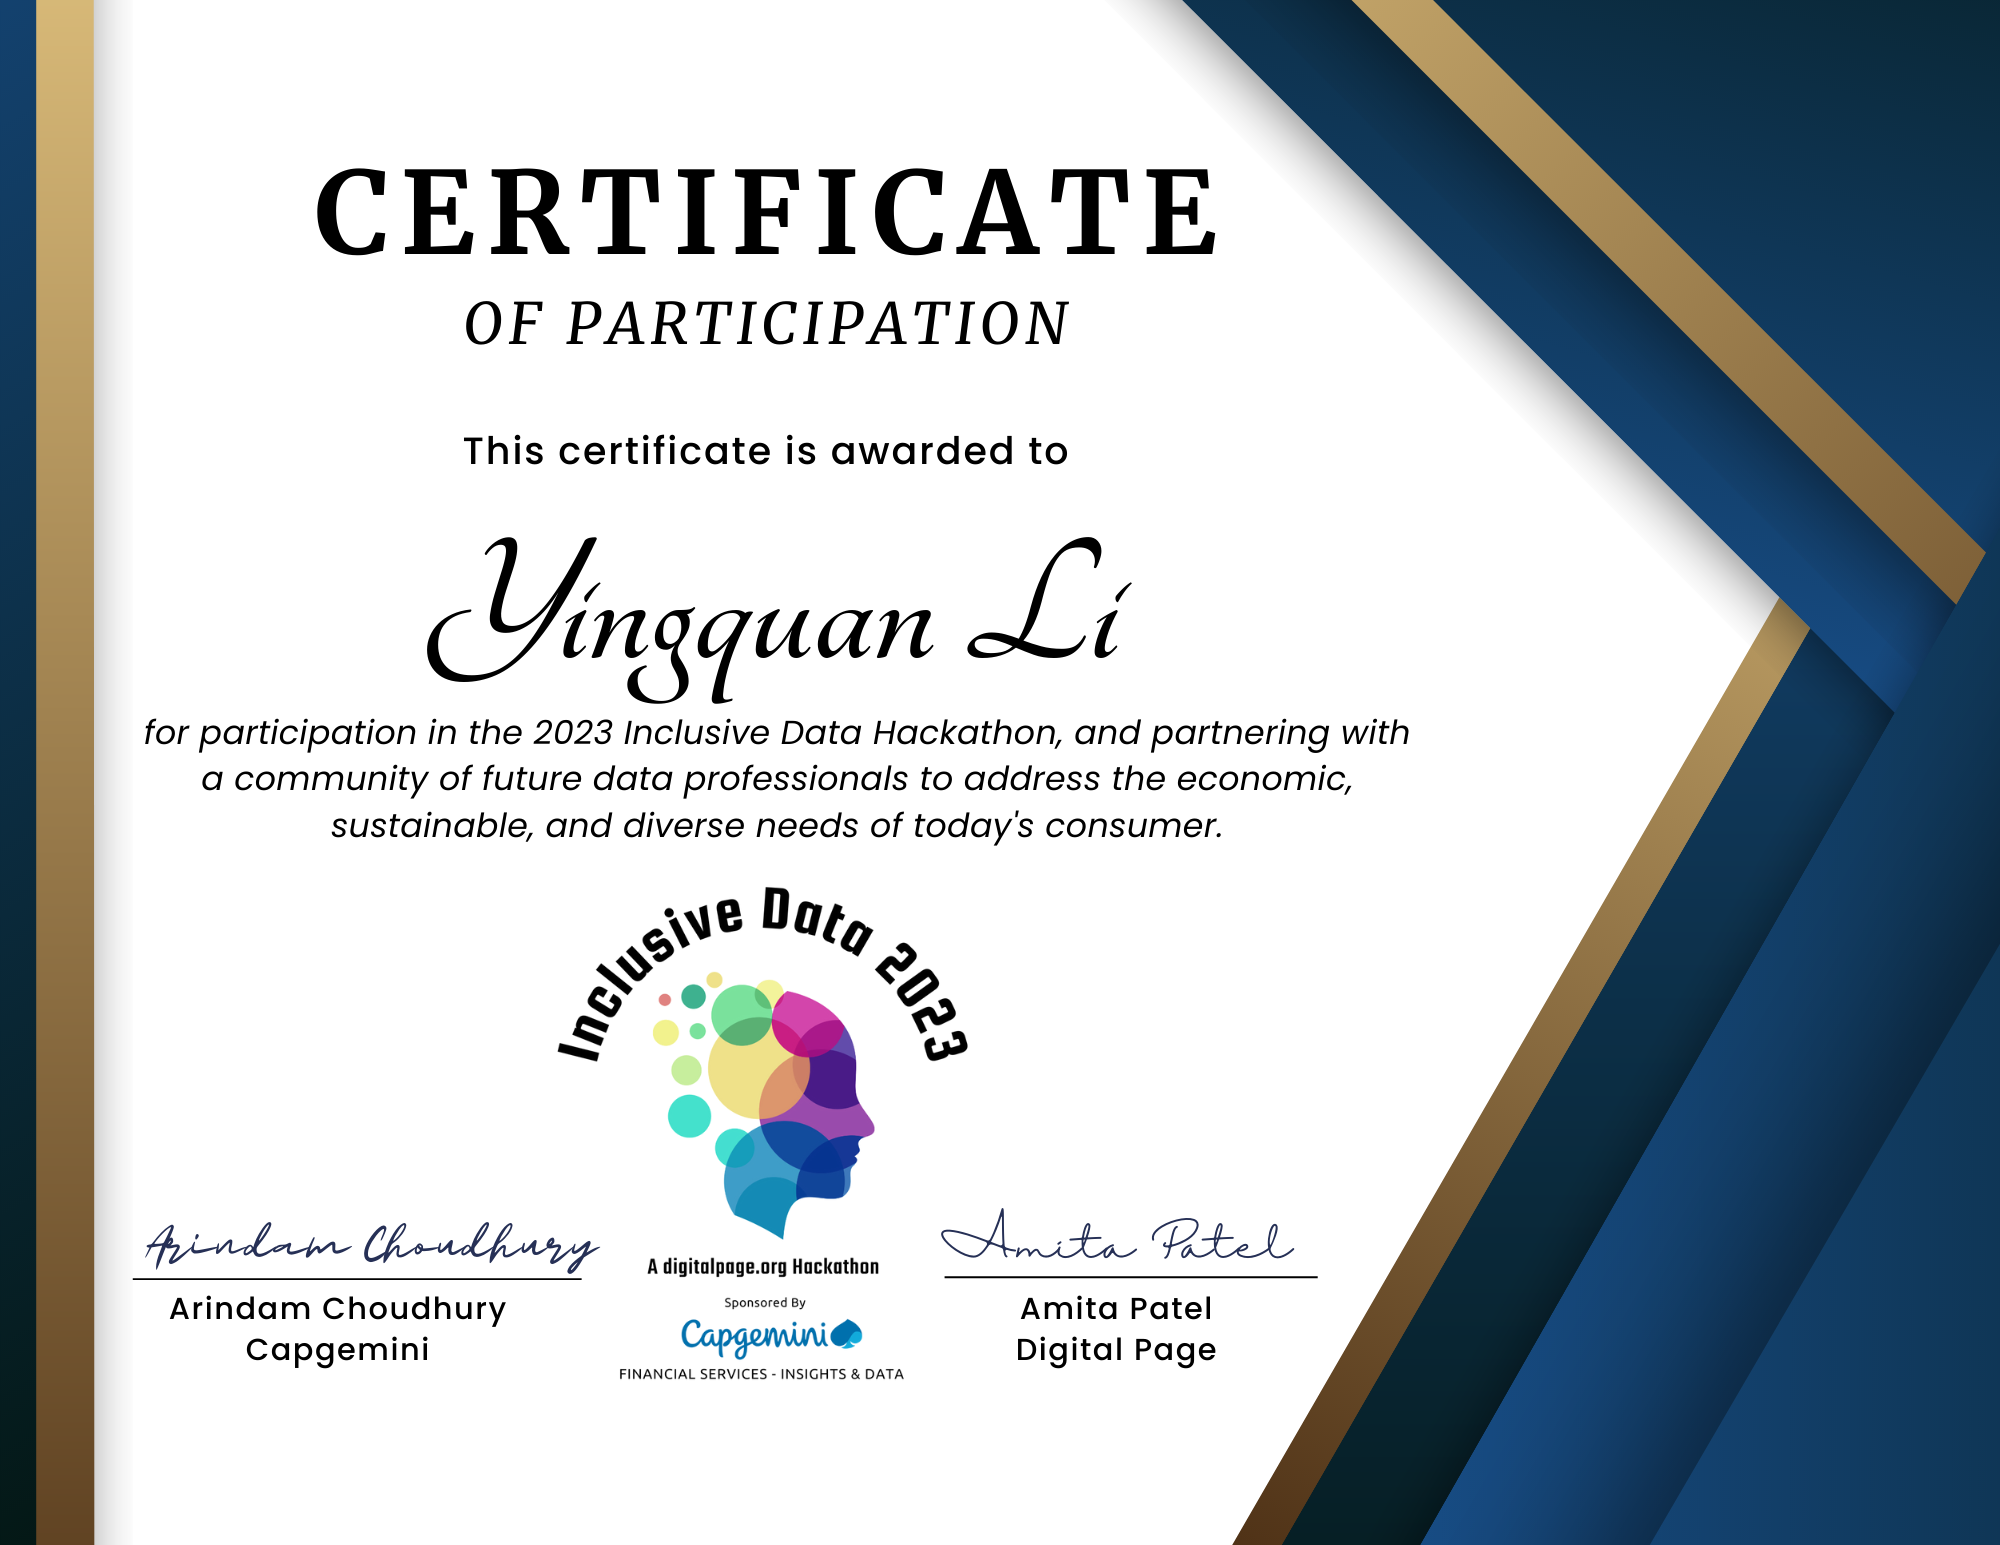 CERTIFICATE
OF PARTICIPATION
This certificate is awarded to
Yingquan Li
for participation in the 2023 Inclusive Data Hackathon, and partnering with
a community of future data professionals to address the economic,
sustainable, and diverse needs of today's consumer.
Inclusive Data 2023
Arindam Choudhury
Arindam Choudhury
Capgemini
A digitalpage.org Hackathon
Sponsored By
Capgemini
FINANCIAL SERVICES - INSIGHTS & DATA
Amita Patel
Amita Patel
Digital Page